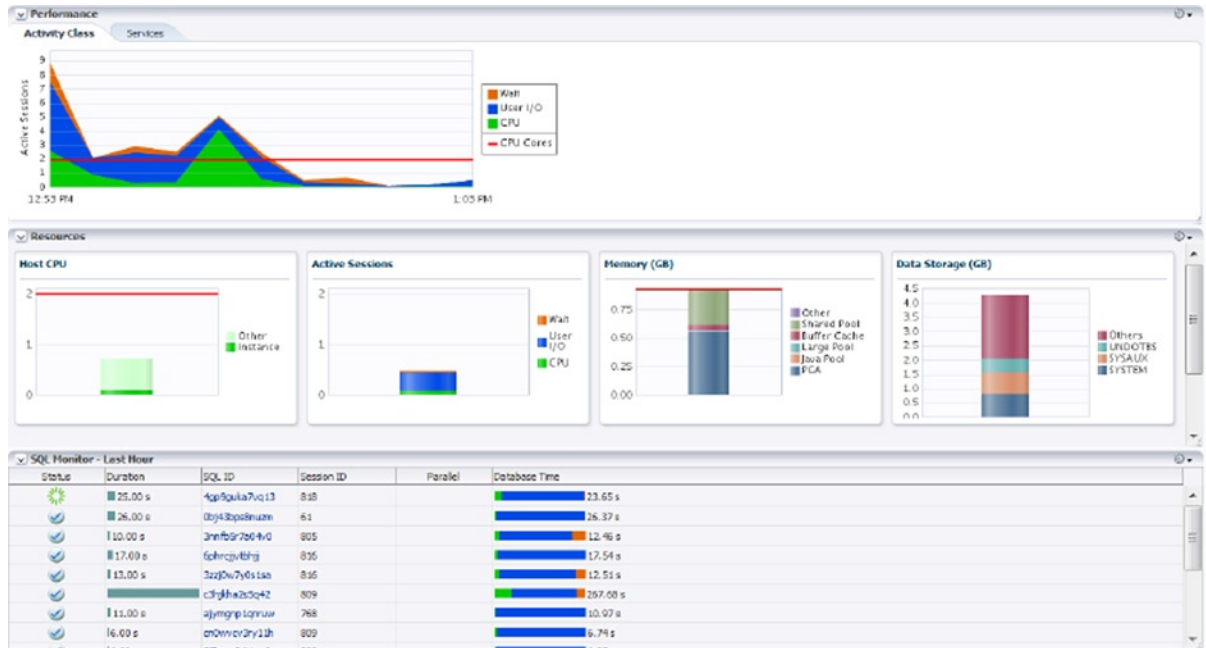 Performance
Activity Class Services
9
8
7
6
5
4
3
2
1
0
Active Sessions
12:53 PM 1:03 PM
Wait
User I/O
CPU
CPU Cores
Resources
Host CPU
2
1
0
Other
Instance
Active Sessions
2
1
0
Wait
User
I/O
CPU
Memory (GB)
0.75
0.50
0.25
0.00
Other
Shared Pool
Buffer Cache
Large Pool
Java Pool
PGA
Data Storage (GB)
4.5
4.0
3.5
3.0
2.5
2.0
1.5
1.0
0.5
0.0
Others
UNDOTBS
SYSAUX
SYSTEM
SQL Monitor - Last Hour
Status Duration SQL ID Session ID Parallel Database Time
25.00 s 818 23.65 s
26.00 s 61 26.37 s
10.00 s 805 12.46 s
17.00 s 816 17.54 s
13.00 s 816 12.51 s
809 267.68 s
11.00 s 768 10.97 s
6.00 s 809 6.74 s